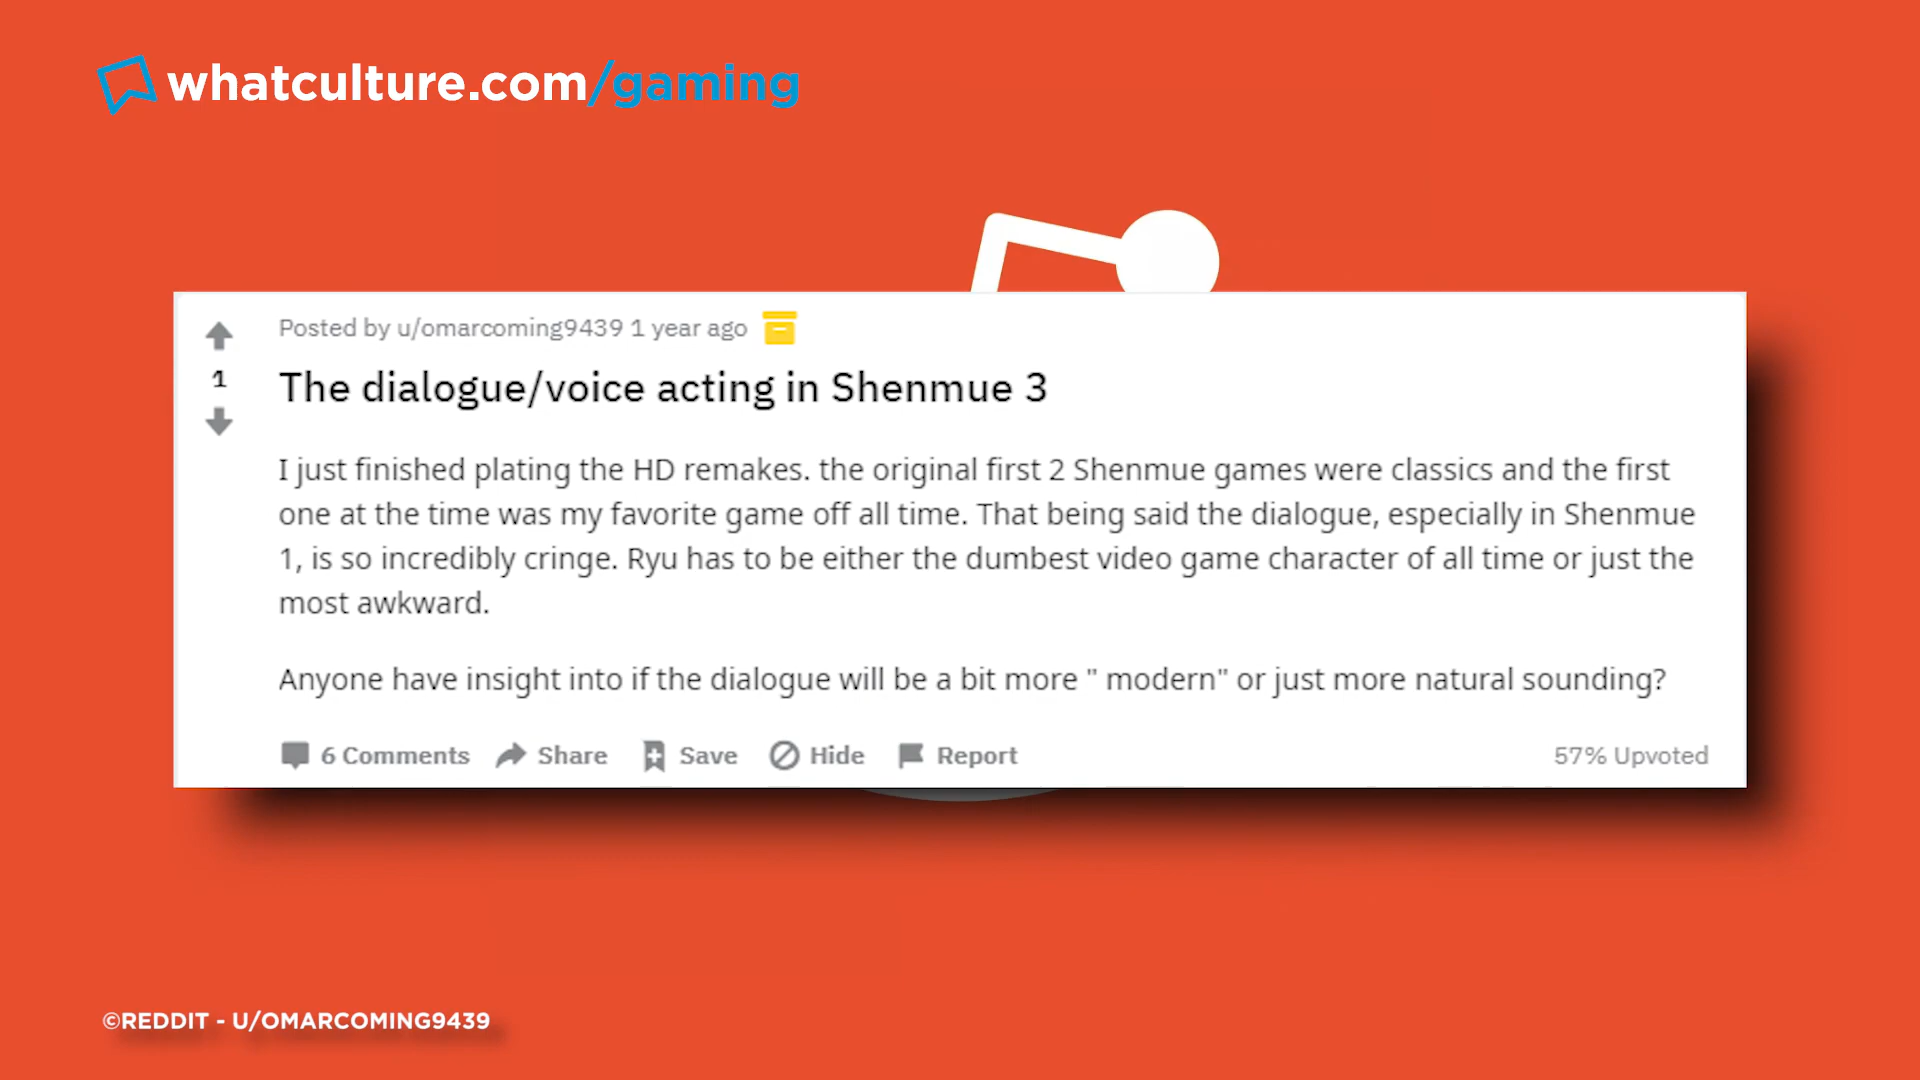 whatculture.com/gaming
Posted by u/omarcoming9439 1 year ago
1
The dialogue/voice acting in Shenmue 3
I just finished plating the HD remakes. the original first 2 Shenmue games were classics and the first
one at the time was my favorite game off all time. That being said the dialogue, especially in Shenmue
1, is so incredibly cringe. Ryu has to be either the dumbest video game character of all time or just the
most awkward.
Anyone have insight into if the dialogue will be a bit more " modern" or just more natural sounding?
6 Comments Share Save Hide Report 57% Upvoted
©REDDIT - U/OMARCOMING9439